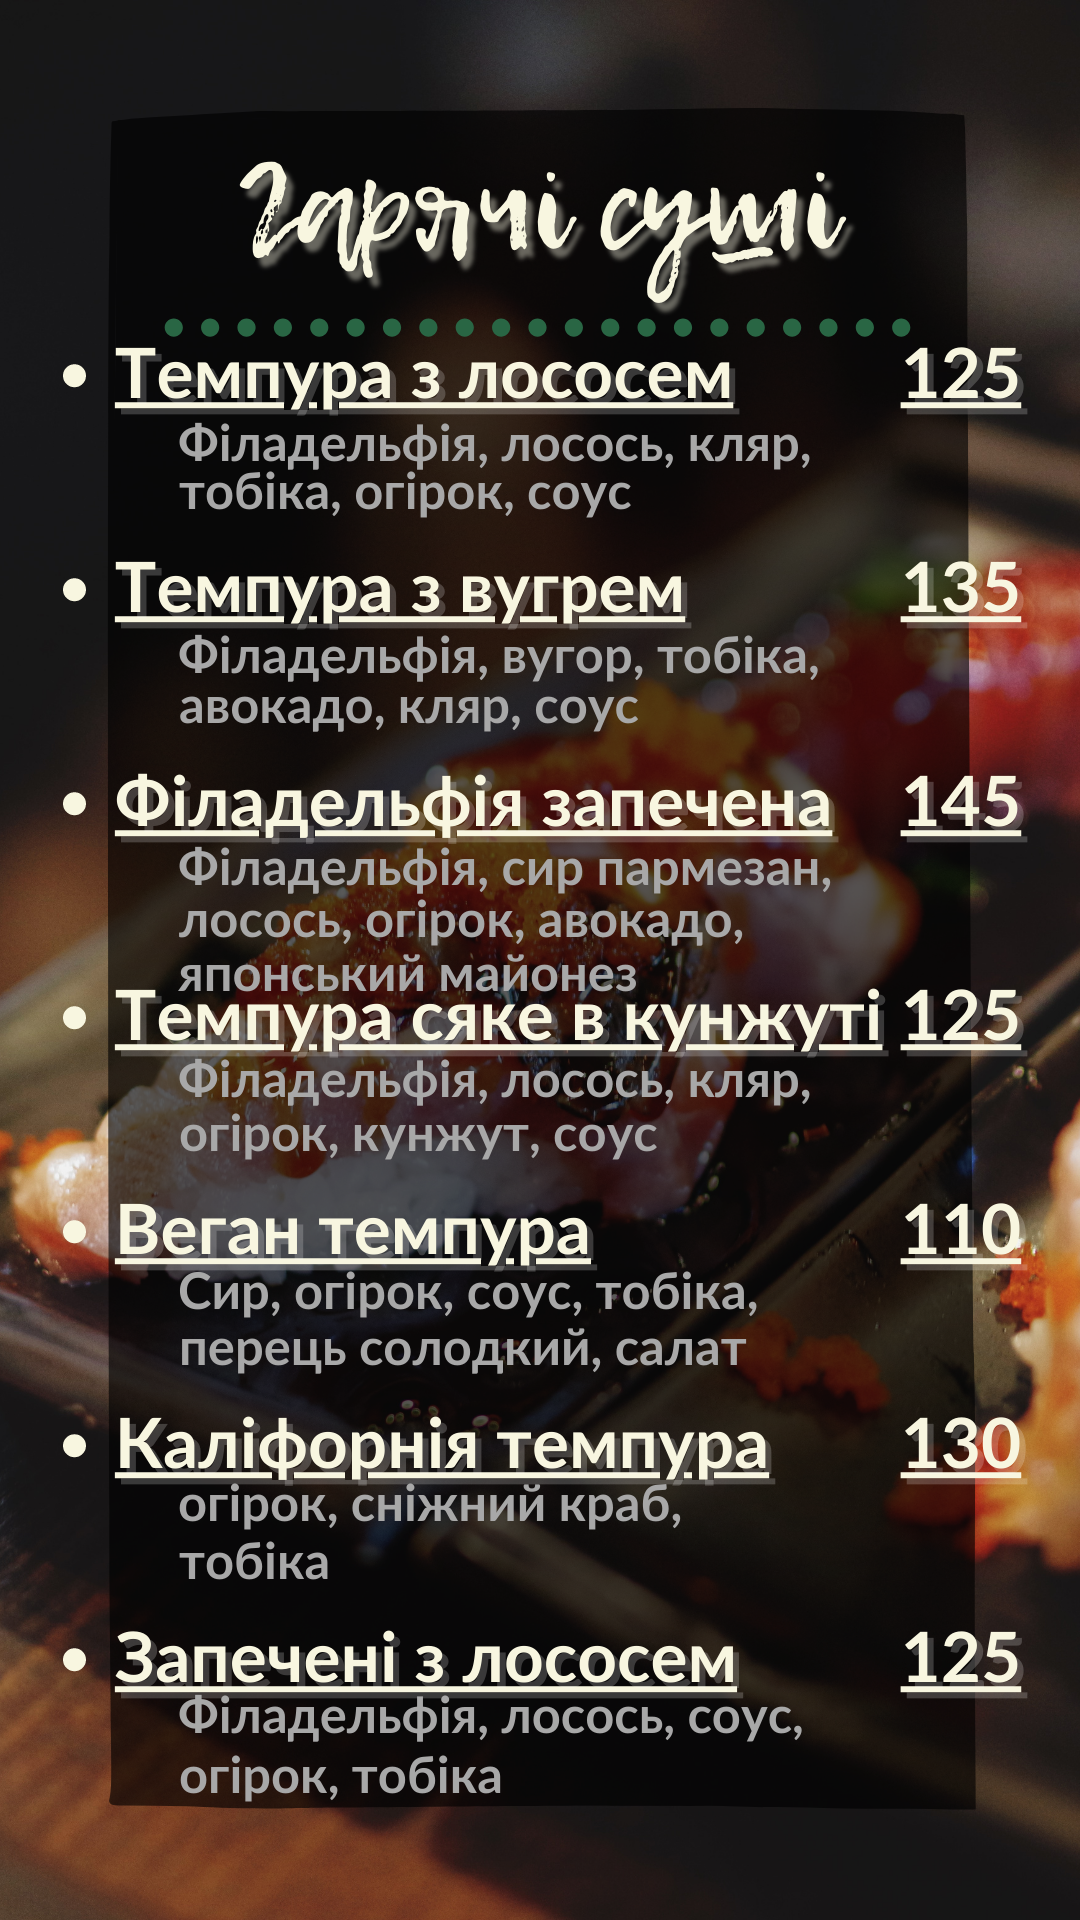 Гарячі суші
• Темпура з лососем 125
Філадельфія, лосось, кляр,
тобіка, огірок, соус
• Темпура з вугрем 135
Філадельфія, вугор, тобіка,
авокадо, кляр, соус
• Філадельфія запечена 145
Філадельфія, сир пармезан,
лосось, огірок, авокадо,
японський майонез
• Темпура сяке в кунжуті 125
Філадельфія, лосось, кляр,
огірок, кунжут, соус
• Веган темпура 110
Сир, огірок, соус, тобіка,
перець солодкий, салат
• Каліфорнія темпура 130
огірок, сніжний краб,
тобіка
• Запечені з лососем 125
Філадельфія, лосось, соус,
огірок, тобіка